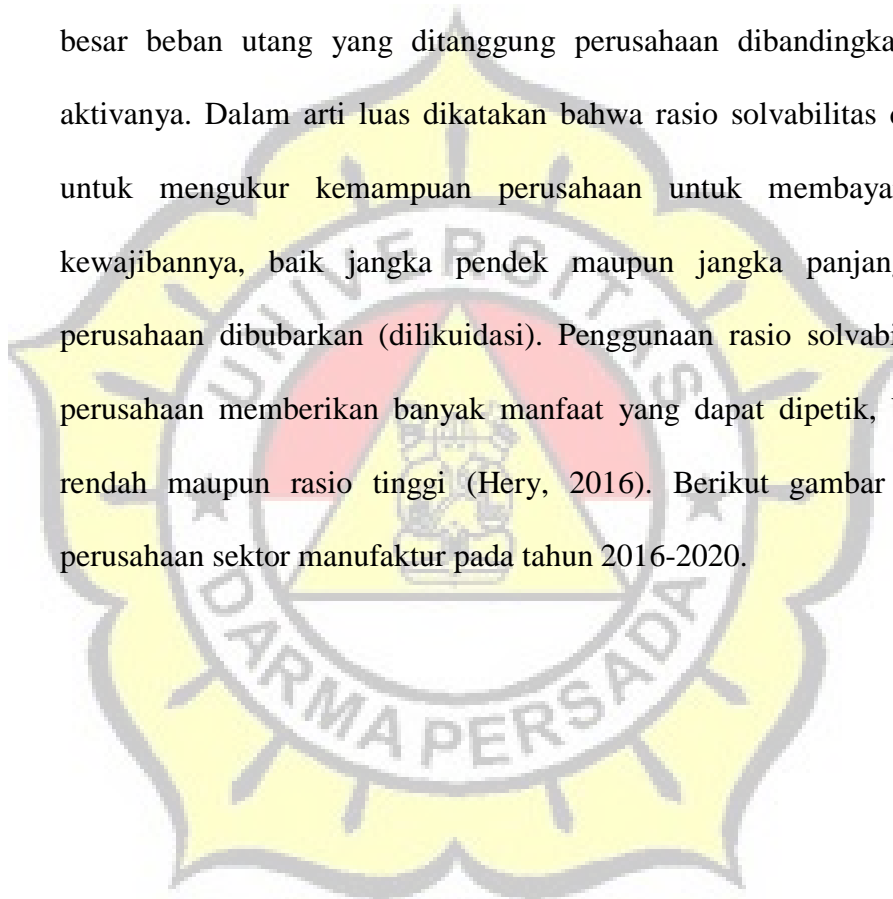 besar beban utang yang ditanggung perusahaan dibandingka
aktivanya. Dalam arti luas dikatakan bahwa rasio solvabilitas
untuk mengukur kemampuan perusahaan untuk membaya
kewajibannya, baik jangka pendek maupun jangka panjan
perusahaan dibubarkan (dilikuidasi). Penggunaan rasio solvabi
perusahaan memberikan banyak manfaat yang dapat dipetik,
rendah maupun rasio tinggi (Hery, 2016). Berikut gambar
perusahaan sektor manufaktur pada tahun 2016-2020.
UNIVERSITAS
DARMA PERSADA